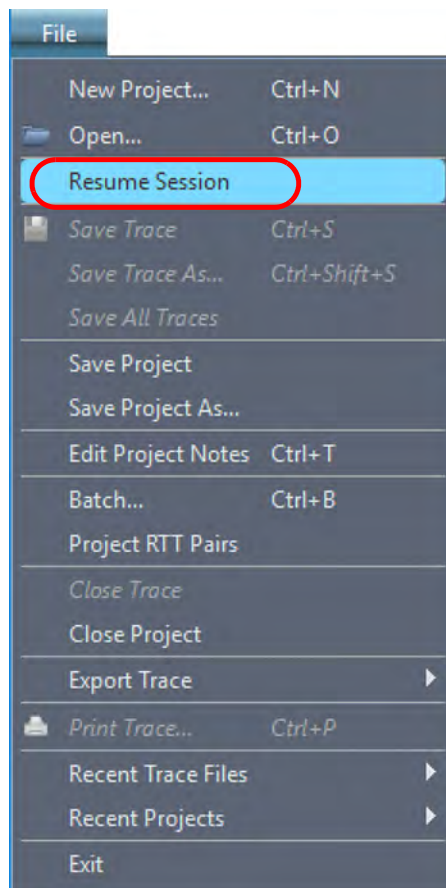 File
New Project... Ctrl+N
Open... Ctrl+O
Resume Session
Save Trace Ctrl+S
Save Trace As... Ctrl+Shift+S
Save All Traces
Save Project
Save Project As...
Edit Project Notes Ctrl+T
Batch... Ctrl+B
Project RTT Pairs
Close Trace
Close Project
Export Trace
Print Trace... Ctrl+P
Recent Trace Files
Recent Projects
Exit